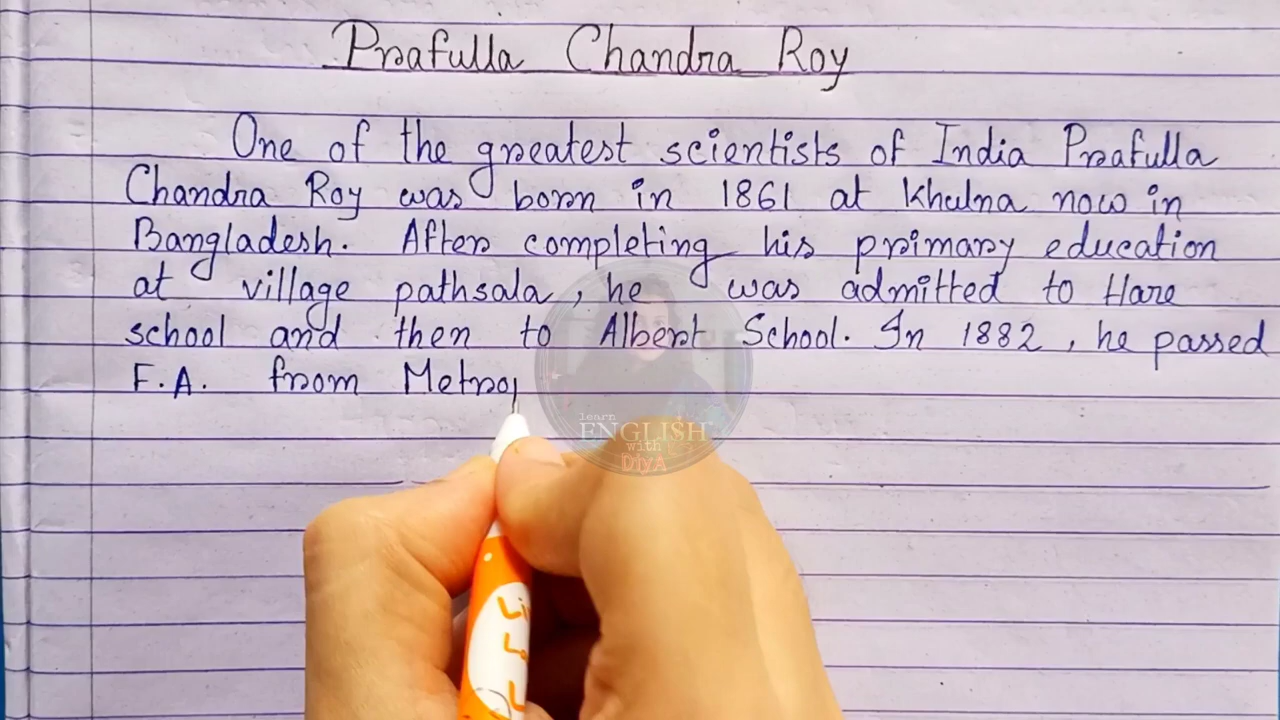 Prafulla Chandra Roy
One of the greatest scientists of India Prafulla
Chandra Roy was born in 1861 at Khulna now in
Bangladesh. After completing his primary education
at village pathsala, he was admitted to Hare
school and then to Albert School. In 1882, he passed
F.A. from Metro
learn
ENGLISH
with
DiyA